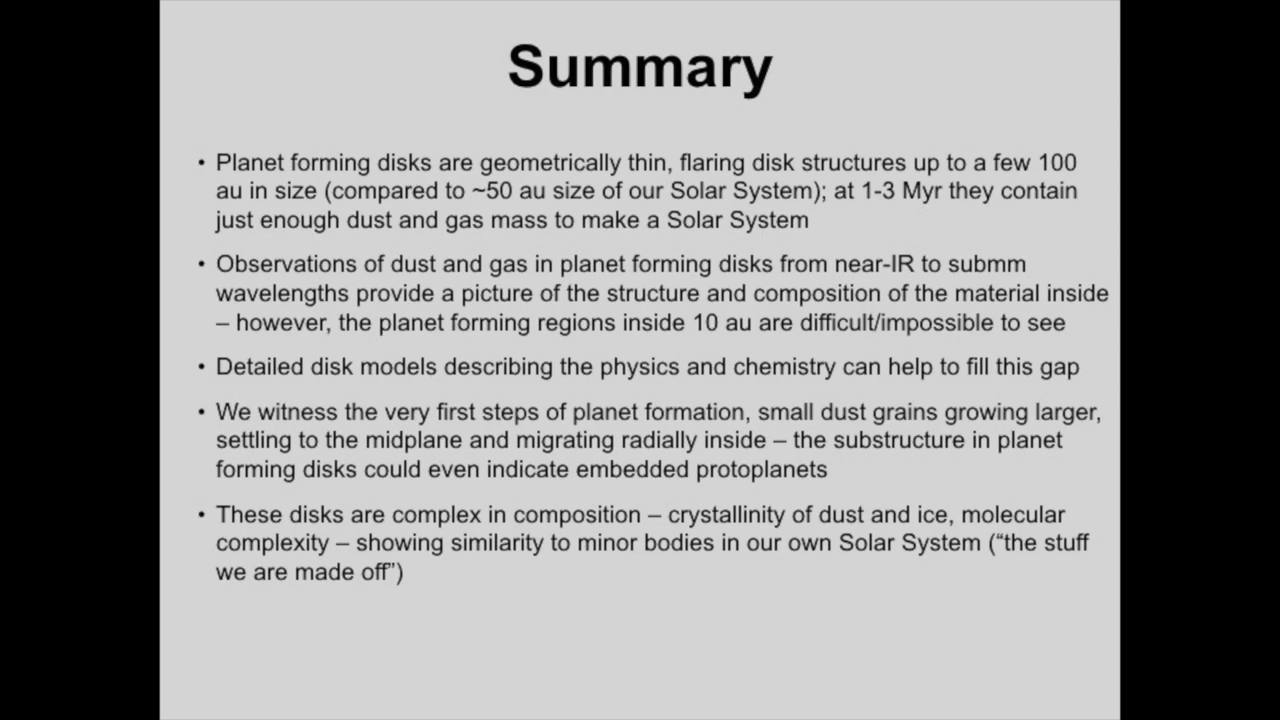 Summary
• Planet forming disks are geometrically thin, flaring disk structures up to a few 100
au in size (compared to ~50 au size of our Solar System); at 1-3 Myr they contain
just enough dust and gas mass to make a Solar System
• Observations of dust and gas in planet forming disks from near-IR to submm
wavelengths provide a picture of the structure and composition of the material inside
– however, the planet forming regions inside 10 au are difficult/impossible to see
• Detailed disk models describing the physics and chemistry can help to fill this gap
• We witness the very first steps of planet formation, small dust grains growing larger,
settling to the midplane and migrating radially inside – the substructure in planet
forming disks could even indicate embedded protoplanets
• These disks are complex in composition – crystallinity of dust and ice, molecular
complexity – showing similarity to minor bodies in our own Solar System (“the stuff
we are made off”)